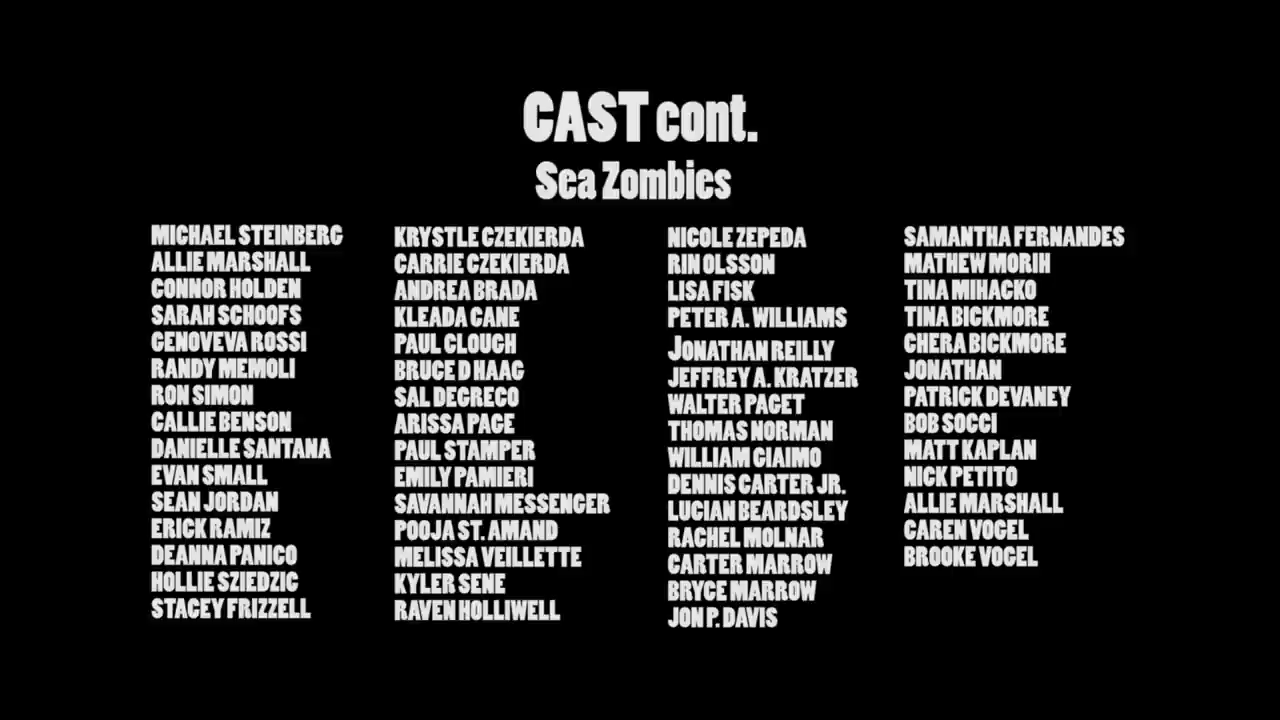 CAST cont.
Sea Zombies
MICHAEL STEINBERG
ALLIE MARSHALL
CONNOR HOLDEN
SARAH SCHOOFS
GENOVEVA ROSSI
RANDY MEMOLI
RON SIMON
CALLIE BENSON
DANIELLE SANTANA
EVAN SMALL
SEAN JORDAN
ERICK RAMIZ
DEANNA PANICO
HOLLIE SZIEDZIC
STACEY FRIZZELL
KRYSTLE CZEKIERDA
CARRIE CZEKIERDA
ANDREA BRADA
KLEADA CANE
PAUL CLOUGH
BRUCE D HAAG
SAL DEGRECO
ARISSA PAGE
PAUL STAMPER
EMILY PAMIERI
SAVANNAH MESSENGER
POOJA ST. AMAND
MELISSA VEILLETTE
KYLER SENE
RAVEN HOLLIWELL
NICOLE ZEPEDA
RIN OLSSON
LISA FISK
PETER A. WILLIAMS
JONATHAN REILLY
JEFFREY A. KRATZER
WALTER PAGET
THOMAS NORMAN
WILLIAM GIAIMO
DENNIS CARTER JR.
LUCIAN BEARDSLEY
RACHEL MOLNAR
CARTER MARROW
BRYCE MARROW
JON P. DAVIS
SAMANTHA FERNANDES
MATHEW MORIH
TINA MIHACKO
TINA BICKMORE
CHERA BICKMORE
JONATHAN
PATRICK DEVANEY
BOB SOCCI
MATT KAPLAN
NICK PETITO
ALLIE MARSHALL
CAREN VOGEL
BROOKE VOGEL